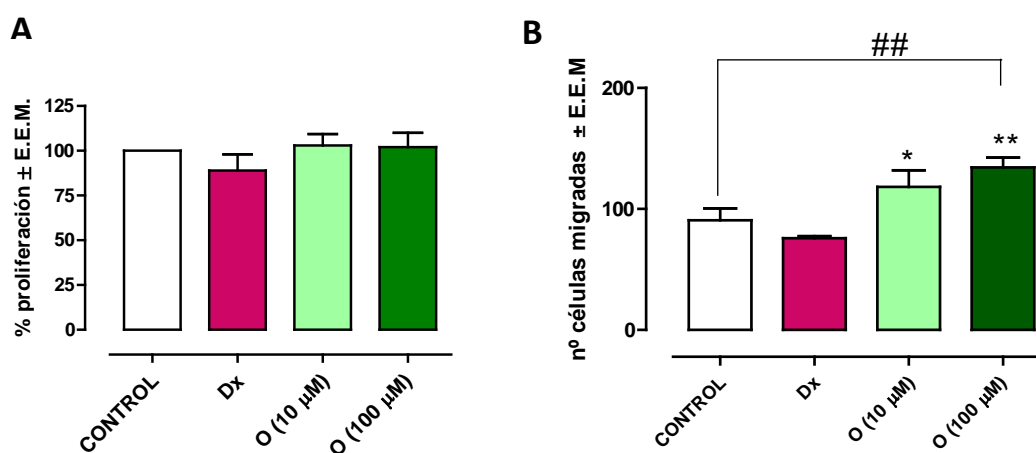 A
% proliferación ± E.E.M.
125
100
75
50
25
0
CONTROL
Dx
O (10 µM)
O (100 µM)
B
##
nº células migradas ± E.E.M
200
100
0
*
**
CONTROL
Dx
O (10 µM)
O (100 µM)